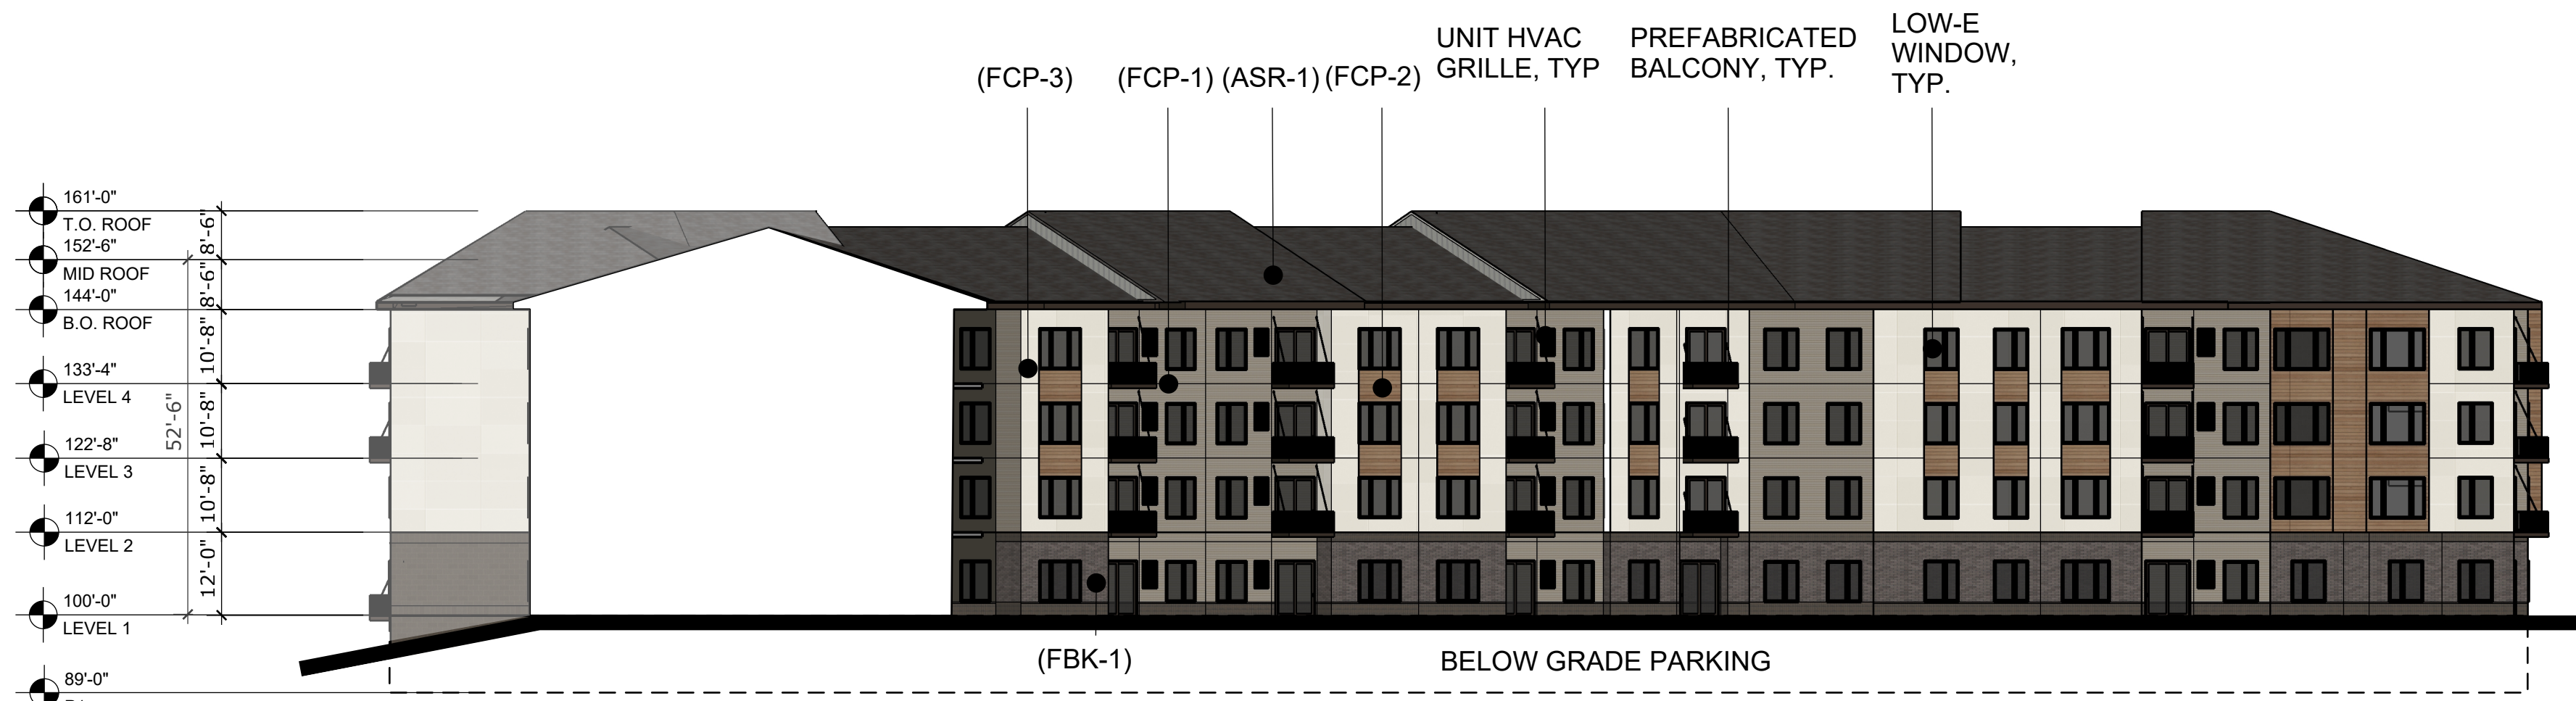 UNIT HVAC
GRILLE, TYP
PREFABRICATED
BALCONY, TYP.
LOW-E
WINDOW,
TYP.
(FCP-3)
(FCP-1)
(ASR-1)
(FCP-2)
161'-0"
T.O. ROOF
152'-6"
MID ROOF
144'-0"
B.O. ROOF
133'-4"
LEVEL 4
122'-8"
LEVEL 3
112'-0"
LEVEL 2
100'-0"
LEVEL 1
89'-0"
52'-6"
8'-6"
8'-6"
10'-8"
10'-8"
10'-8"
12'-0"
(FBK-1)
BELOW GRADE PARKING